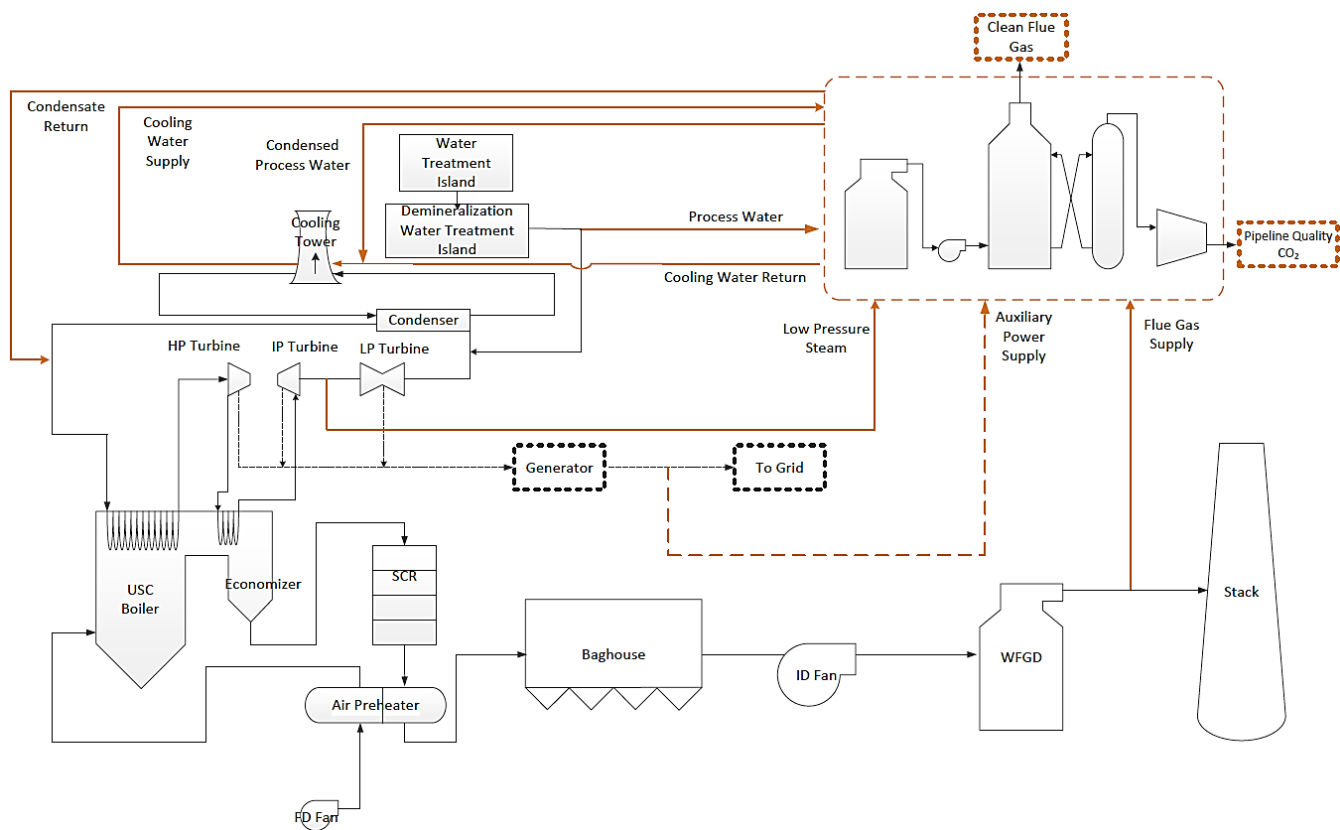 Clean Flue
Gas
Condensate
Return
Cooling
Water
Supply
Condensed
Process Water
Water
Treatment
Island
Demineralization
Water Treatment
Island
Process Water
Cooling
Tower
Cooling Water Return
Pipeline Quality
CO₂
Condenser
Low Pressure
Steam
Auxiliary
Power
Supply
Flue Gas
Supply
HP Turbine
IP Turbine
LP Turbine
Generator
To Grid
USC
Boiler
Economizer
SCR
Baghouse
ID Fan
WFGD
Stack
Air Preheater
FD Fan